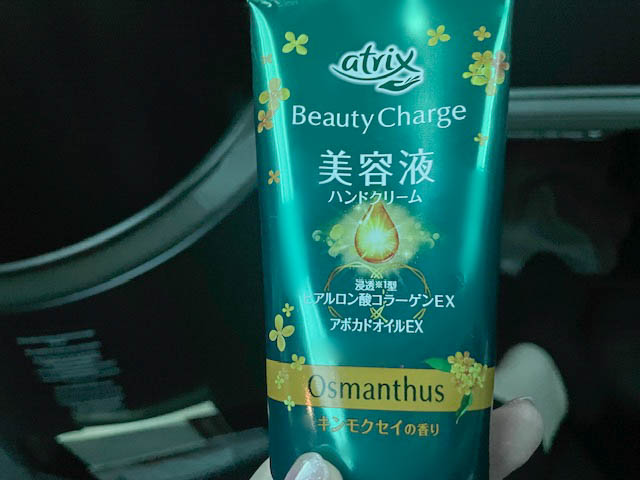 atrix
Beauty Charge
美容液
ハンドクリーム
浸透※1型
ヒアルロン酸コラーゲンEX
アボカドオイルEX
Osmanthus
キンモクセイの香り